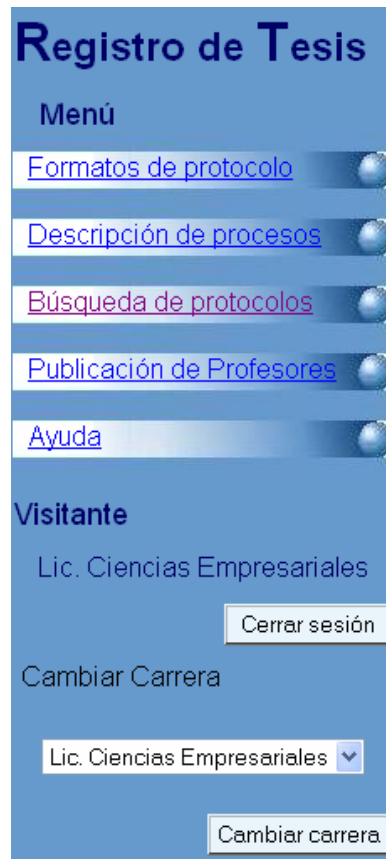 Registro de Tesis
Menú
Formatos de protocolo
Descripción de procesos
Búsqueda de protocolos
Publicación de Profesores
Ayuda
Visitante
Lic. Ciencias Empresariales
Cerrar sesión
Cambiar Carrera
Lic. Ciencias Empresariales
Cambiar carrera